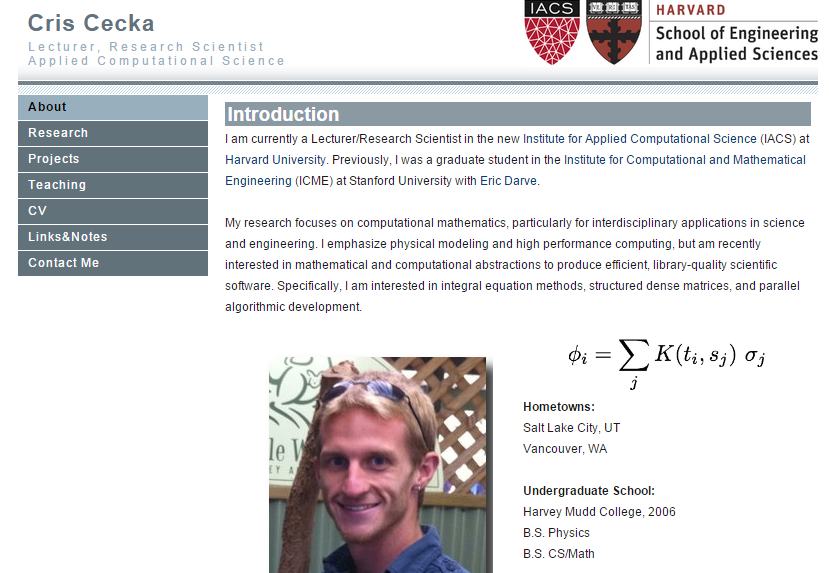 Cris Cecka
Lecturer, Research Scientist
Applied Computational Science
IACS
HARVARD
School of Engineering
and Applied Sciences
About
Research
Projects
Teaching
CV
Links&Notes
Contact Me
Introduction
I am currently a Lecturer/Research Scientist in the new Institute for Applied Computational Science (IACS) at
Harvard University. Previously, I was a graduate student in the Institute for Computational and Mathematical
Engineering (ICME) at Stanford University with Eric Darve.
My research focuses on computational mathematics, particularly for interdisciplinary applications in science
and engineering. I emphasize physical modeling and high performance computing, but am recently
interested in mathematical and computational abstractions to produce efficient, library-quality scientific
software. Specifically, I am interested in integral equation methods, structured dense matrices, and parallel
algorithmic development.
ϕ_i = ∑_j K(t_i, s_j) σ_j
Hometowns:
Salt Lake City, UT
Vancouver, WA
Undergraduate School:
Harvey Mudd College, 2006
B.S. Physics
B.S. CS/Math